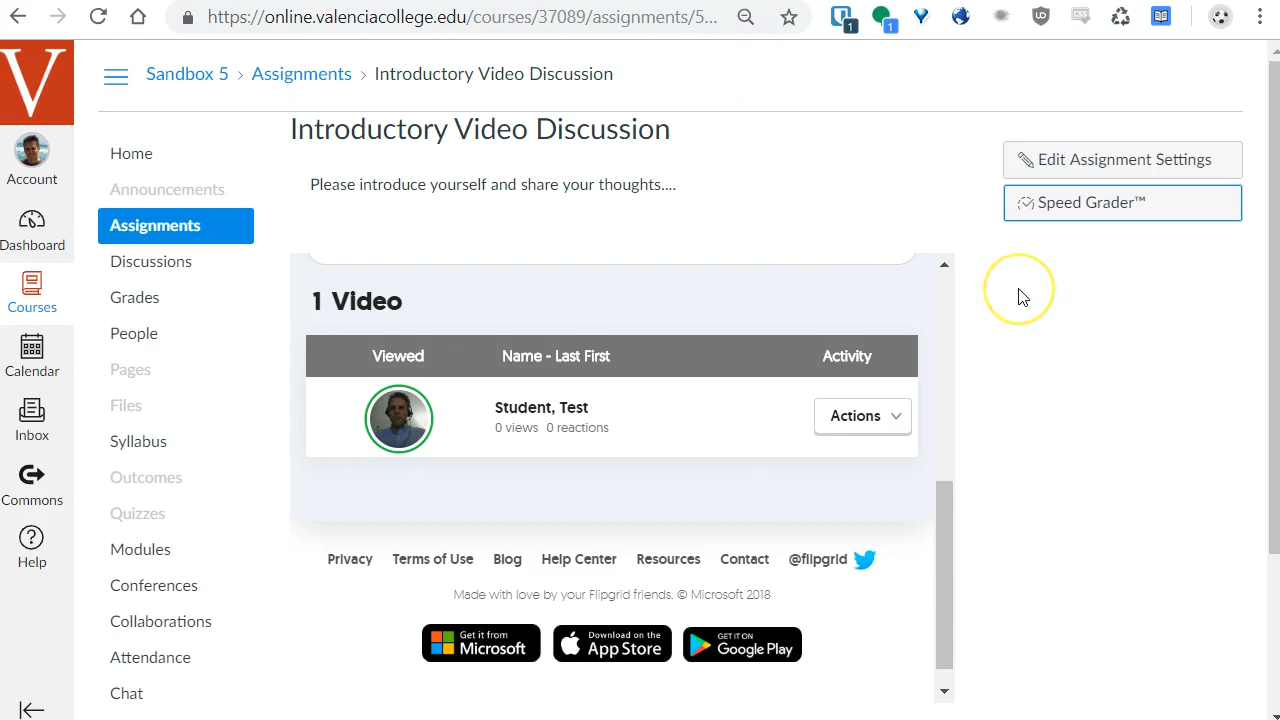 https://online.valenciacollege.edu/courses/37089/assignments/5...
1
1
UO
CSS
V
Sandbox 5 > Assignments > Introductory Video Discussion
Introductory Video Discussion
Please introduce yourself and share your thoughts....
Edit Assignment Settings
Speed Grader™
Account
Dashboard
Courses
Calendar
Inbox
Commons
Help
Home
Announcements
Assignments
Discussions
Grades
People
Pages
Files
Syllabus
Outcomes
Quizzes
Modules
Conferences
Collaborations
Attendance
Chat
1 Video
Viewed Name - Last First Activity
Student, Test
0 views 0 reactions
Actions
Privacy Terms of Use Blog Help Center Resources Contact @flipgrid
Made with love by your Flipgrid friends. © Microsoft 2018
Get it from
Microsoft
Download on the
App Store
GET IT ON
Google Play